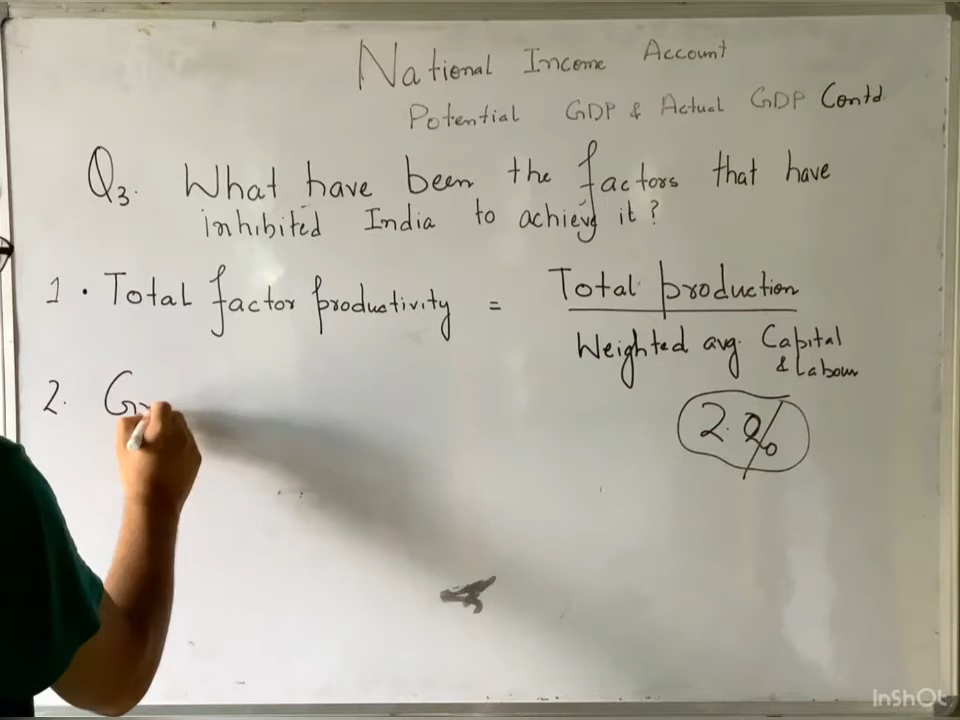 National Income Account
Potential GDP & Actual GDP Contd
Q3. What have been the factors that have
inhibited India to achieve it?
1. Total factor productivity = Total production
Weighted avg. Capital
& Labour
2.
2.%
InShOt